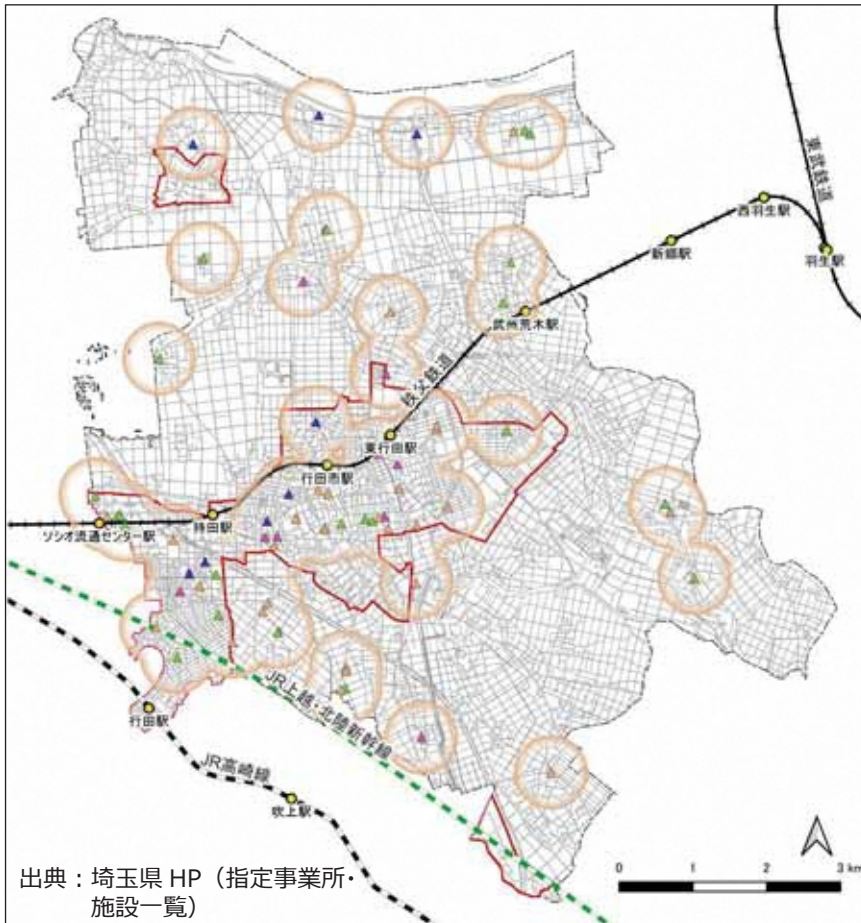 東武鉄道
西羽生駅
新郷駅
羽生駅
武州荒木駅
秩父鉄道
東行田駅
行田市駅
持田駅
ソシオ流通センター駅
JR上越・北陸新幹線
行田駅
JR高崎線
吹上駅
出典：埼玉県 HP（指定事業所・
施設一覧）
0 1 2 3 km